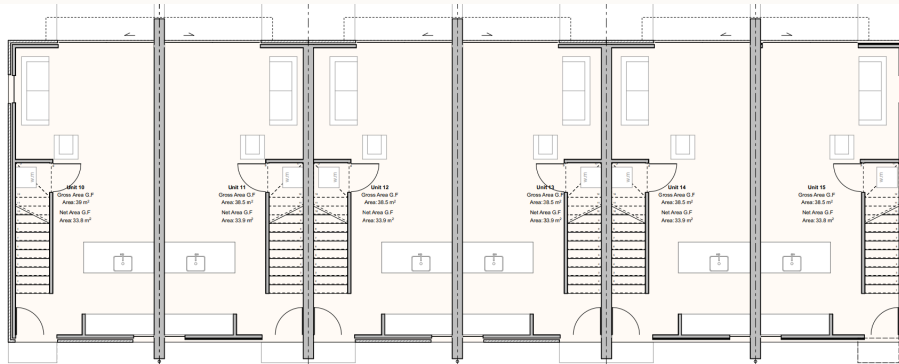 Unit 10
Gross Area G.F
Area: 39 m²
Net Area G.F
Area: 33.8 m²
Unit 11
Gross Area G.F
Area: 38.5 m²
Net Area G.F
Area: 33.9 m²
Unit 12
Gross Area G.F
Area: 38.5 m²
Net Area G.F
Area: 33.9 m²
Unit 13
Gross Area G.F
Area: 38.5 m²
Net Area G.F
Area: 33.9 m²
Unit 14
Gross Area G.F
Area: 38.5 m²
Net Area G.F
Area: 33.9 m²
Unit 15
Gross Area G.F
Area: 38.5 m²
Net Area G.F
Area: 33.8 m²